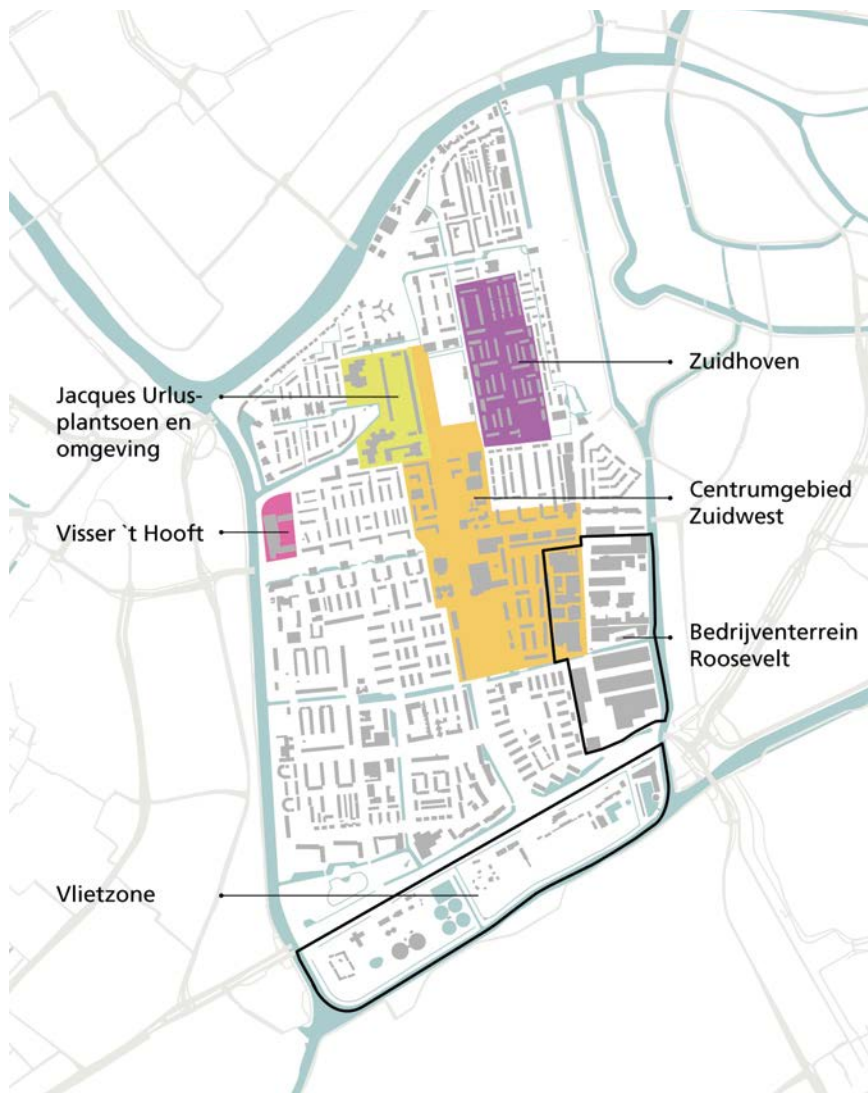 Zuidhoven
Jacques Urlus-
plantsoen en
omgeving
Centrumgebied
Zuidwest
Visser `t Hooft
Bedrijventerrein
Roosevelt
Vlietzone